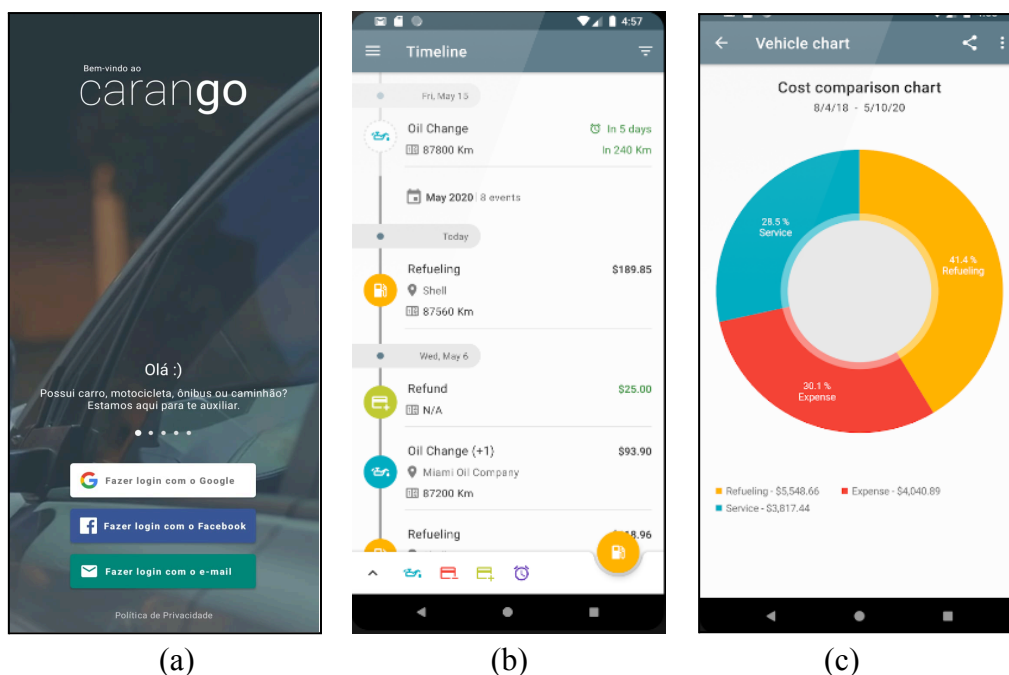 Bem-vindo ao
carango
Olá :)
Possui carro, motocicleta, ônibus ou caminhão?
Estamos aqui para te auxiliar.
Fazer login com o Google
Fazer login com o Facebook
Fazer login com o e-mail
Política de Privacidade
(a)
4:57
Timeline
Fri, May 15
Oil Change
In 5 days
87800 Km
In 240 Km
May 2020 | 8 events
Today
Refueling
$189.85
Shell
87560 Km
Wed, May 6
Refund
$25.00
N/A
Oil Change (+1)
$93.90
Miami Oil Company
87200 Km
Refueling
8.96
(b)
Vehicle chart
Cost comparison chart
8/4/18 - 5/10/20
28.5 %
Service
41.4 %
Refueling
30.1 %
Expense
Refueling - $5,548.66
Expense - $4,040.89
Service - $3,817.44
(c)